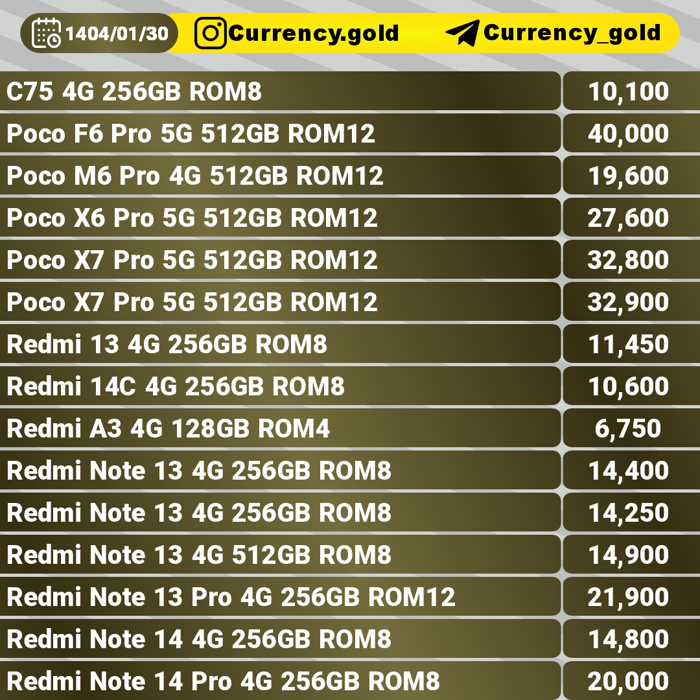 1404/01/30 Currency.gold Currency_gold
C75 4G 256GB ROM8 10,100
Poco F6 Pro 5G 512GB ROM12 40,000
Poco M6 Pro 4G 512GB ROM12 19,600
Poco X6 Pro 5G 512GB ROM12 27,600
Poco X7 Pro 5G 512GB ROM12 32,800
Poco X7 Pro 5G 512GB ROM12 32,900
Redmi 13 4G 256GB ROM8 11,450
Redmi 14C 4G 256GB ROM8 10,600
Redmi A3 4G 128GB ROM4 6,750
Redmi Note 13 4G 256GB ROM8 14,400
Redmi Note 13 4G 256GB ROM8 14,250
Redmi Note 13 4G 512GB ROM8 14,900
Redmi Note 13 Pro 4G 256GB ROM12 21,900
Redmi Note 14 4G 256GB ROM8 14,800
Redmi Note 14 Pro 4G 256GB ROM8 20,000